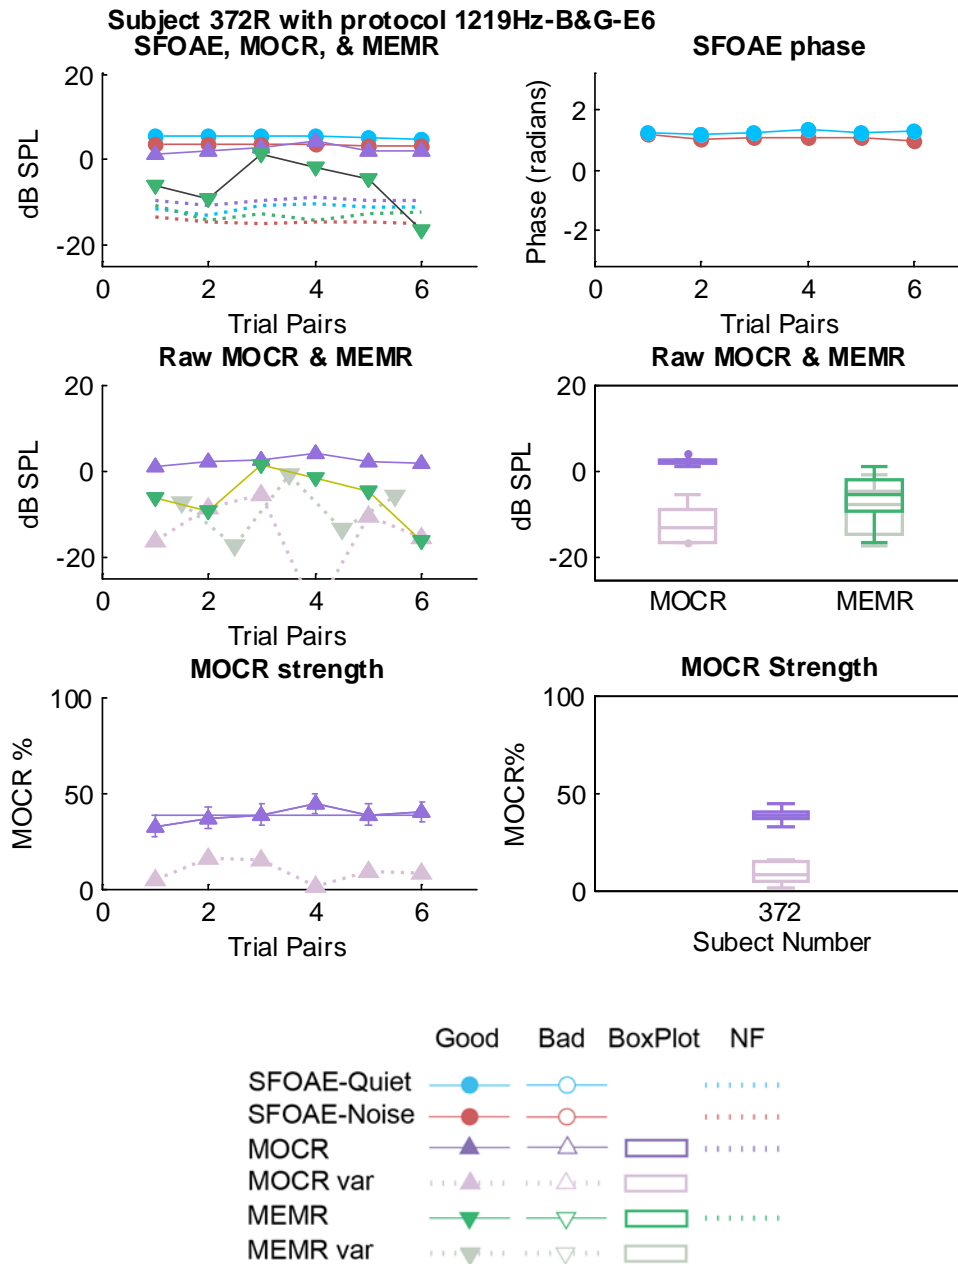 Subject 372R with protocol 1219Hz-B&G-E6
SFOAE, MOCR, & MEMR
20
0
-20
dB SPL
0 2 4 6
Trial Pairs
SFOAE phase
2
0
-2
Phase (radians)
0 2 4 6
Trial Pairs
Raw MOCR & MEMR
20
0
-20
dB SPL
0 2 4 6
Trial Pairs
Raw MOCR & MEMR
20
0
-20
dB SPL
MOCR MEMR
MOCR strength
100
50
0
MOCR %
0 2 4 6
Trial Pairs
MOCR Strength
100
50
0
MOCR%
372
Subect Number
Good Bad BoxPlot NF
SFOAE-Quiet
SFOAE-Noise
MOCR
MOCR var
MEMR
MEMR var